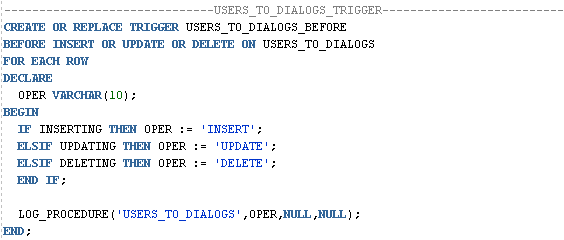 -----------------------------USERS_TO_DIALOGS_TRIGGER-------------------------
CREATE OR REPLACE TRIGGER USERS_TO_DIALOGS_BEFORE
BEFORE INSERT OR UPDATE OR DELETE ON USERS_TO_DIALOGS
FOR EACH ROW
DECLARE
  OPER VARCHAR(10);
BEGIN
  IF INSERTING THEN OPER := 'INSERT';
  ELSIF UPDATING THEN OPER := 'UPDATE';
  ELSIF DELETING THEN OPER := 'DELETE';
  END IF;
  LOG_PROCEDURE('USERS_TO_DIALOGS',OPER,NULL,NULL);
END;